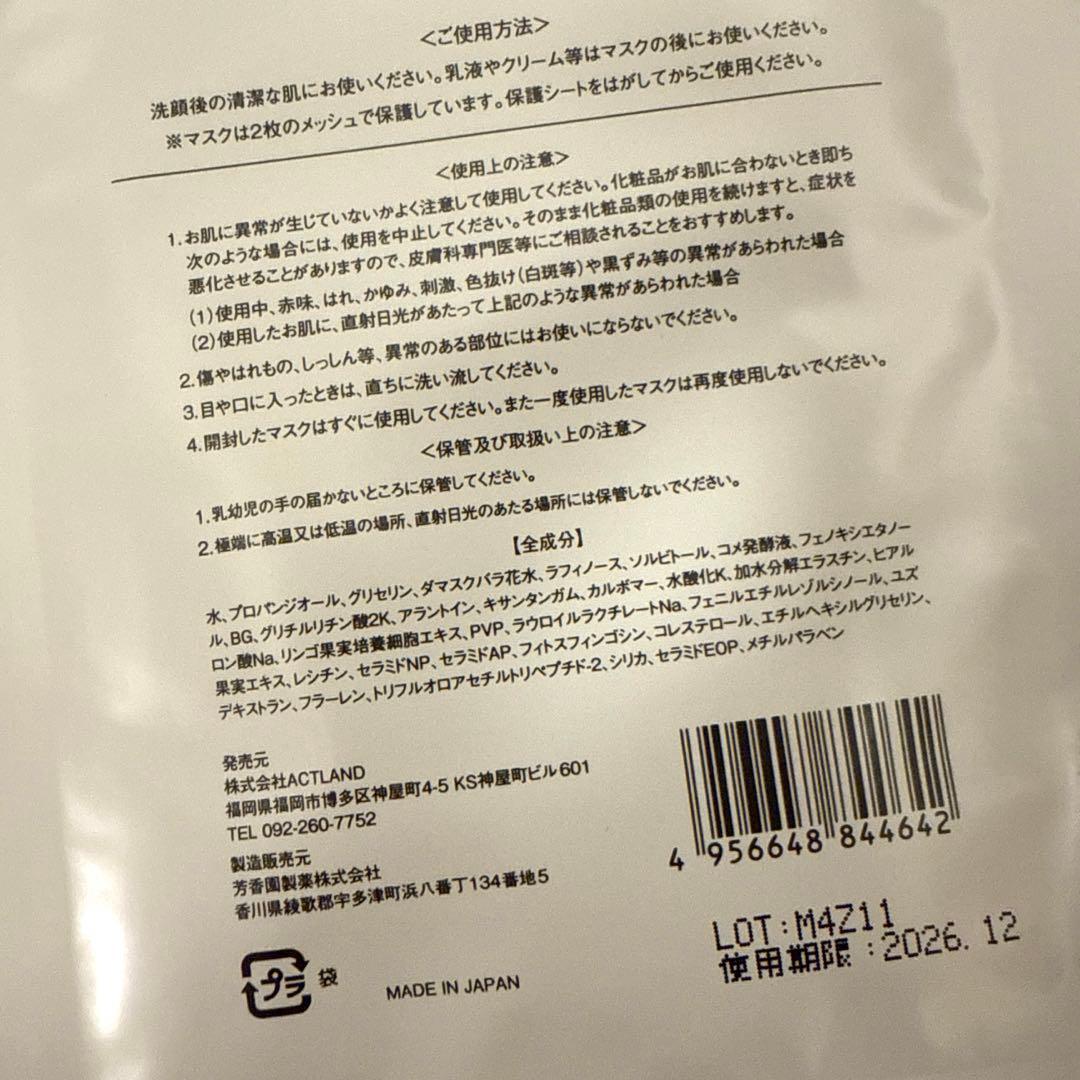 ＜ご使用方法＞
洗顔後の清潔な肌にお使いください。乳液やクリーム等はマスクの後にお使いください。
※マスクは2枚のメッシュで保護しています。保護シートをはがしてからご使用ください。
＜使用上の注意＞
1.お肌に異常が生じていないかよく注意して使用してください。化粧品がお肌に合わないとき即ち
次のような場合には、使用を中止してください。そのまま化粧品類の使用を続けますと、症状を
悪化させることがありますので、皮膚科専門医等にご相談されることをおすすめします。
(1)使用中、赤味、はれ、かゆみ、刺激、色抜け(白斑等)や黒ずみ等の異常があらわれた場合
(2)使用したお肌に、直射日光があたって上記のような異常があらわれた場合
2.傷やはれもの、しっしん等、異常のある部位にはお使いにならないでください。
3.目や口に入ったときは、直ちに洗い流してください。
4.開封したマスクはすぐに使用してください。また一度使用したマスクは再度使用しないでください。
＜保管及び取扱い上の注意＞
1.乳幼児の手の届かないところに保管してください。
2.極端に高温又は低温の場所、直射日光のあたる場所には保管しないでください。
【全成分】
水、プロパンジオール、グリセリン、ダマスクバラ花水、ラフィノース、ソルビトール、コメ発酵液、フェノキシエタノー
ル、BG、グリチルリチン酸2K、アラントイン、キサンタンガム、カルボマー、水酸化K、加水分解エラスチン、ヒアル
ロン酸Na、リンゴ果実培養細胞エキス、PVP、ラウロイルラクチレートNa、フェニルエチルレゾルシノール、ユズ
果実エキス、レシチン、セラミドNP、セラミドAP、フィトスフィンゴシン、コレステロール、エチルヘキシルグリセリン、
デキストラン、フラーレン、トリフルオロアセチルトリペプチド-2、シリカ、セラミドEOP、メチルパラベン
発売元
株式会社ACTLAND
福岡県福岡市博多区神屋町4-5 KS神屋町ビル601
TEL 092-260-7752
製造販売元
芳香園製薬株式会社
香川県綾歌郡宇多津町浜八番丁134番地5
4 956648 844642
プラ 袋
MADE IN JAPAN
LOT:M4Z11
使用期限:2026.12